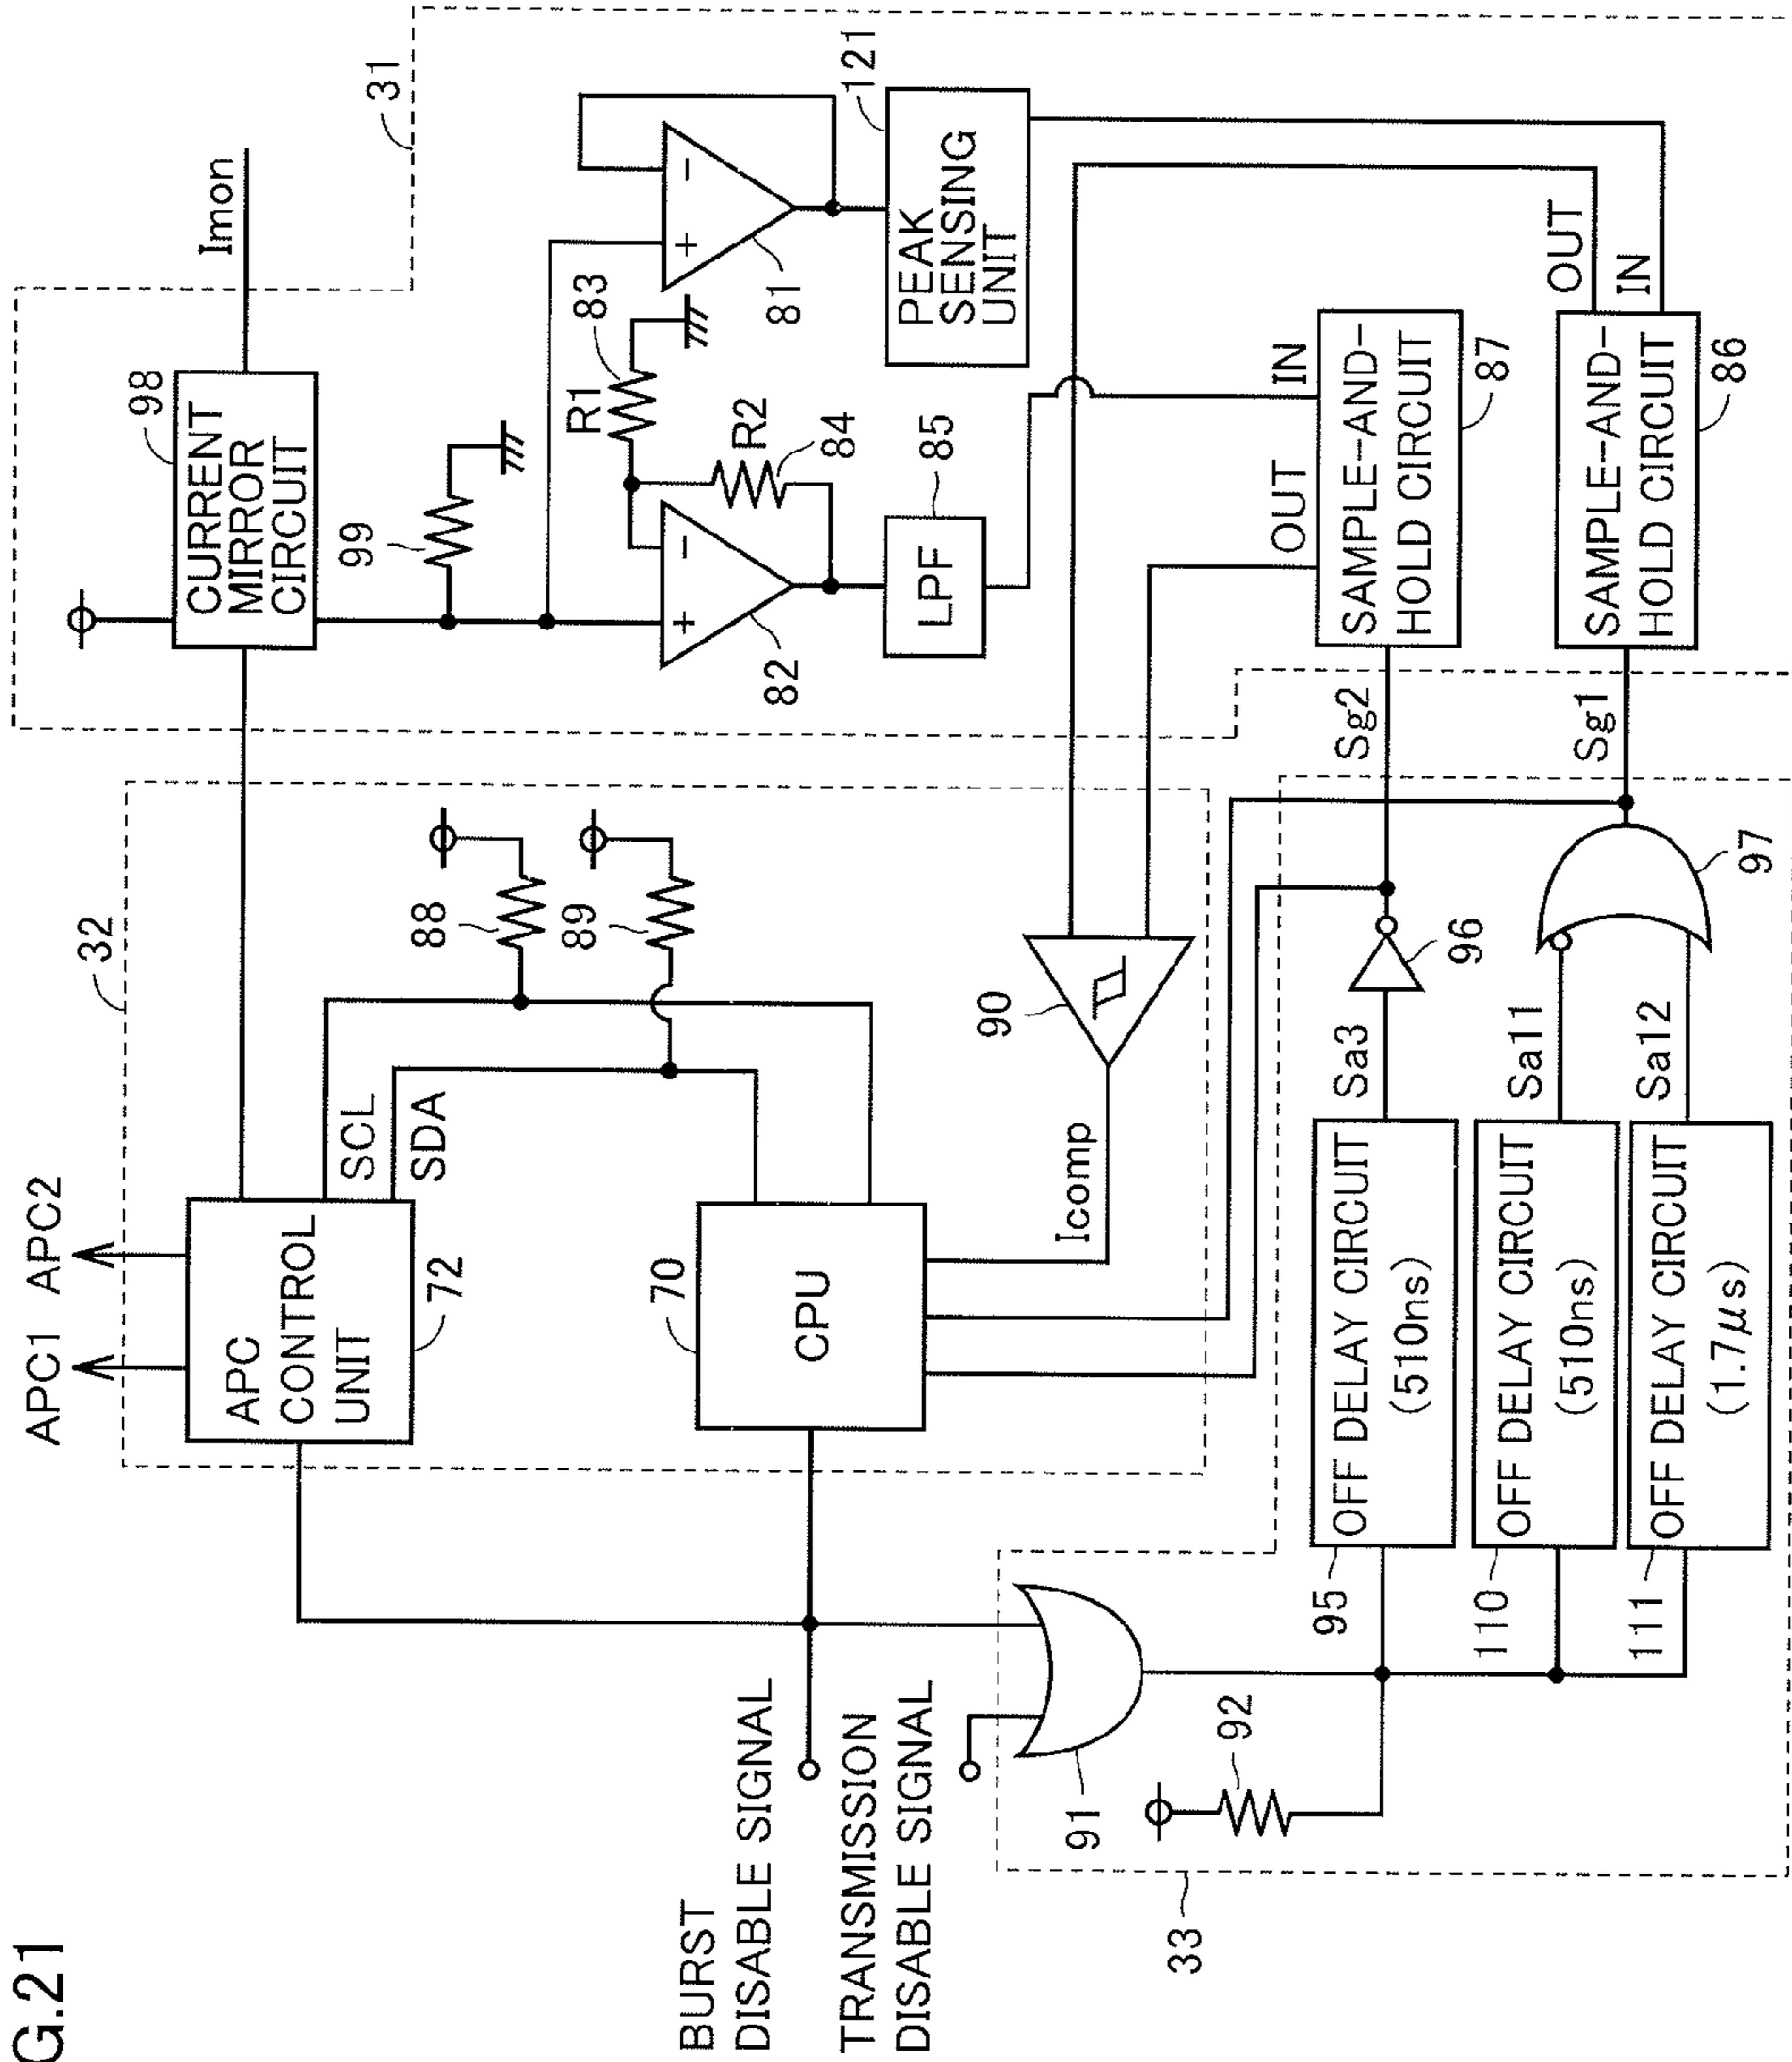 G.21
APC1 APC2
32
APC
CONTROL
UNIT
72
SCL
SDA
88
89
70
CPU
Icomp
90
98
CURRENT
MIRROR
CIRCUIT
Imon
31
99
R1
83
R2
84
82
81
85
LPF
121
PEAK
SENSING
UNIT
OUT
IN
SAMPLE-AND-
HOLD CIRCUIT
87
OUT
IN
SAMPLE-AND-
HOLD CIRCUIT
86
Sg2
Sg1
BURST
DISABLE SIGNAL
TRANSMISSION
DISABLE SIGNAL
91
92
33
95
OFF DELAY CIRCUIT
(510ns)
Sa3
96
110
OFF DELAY CIRCUIT
(510ns)
Sa11
111
OFF DELAY CIRCUIT
(1.7μs)
Sa12
97
+
-
+
-